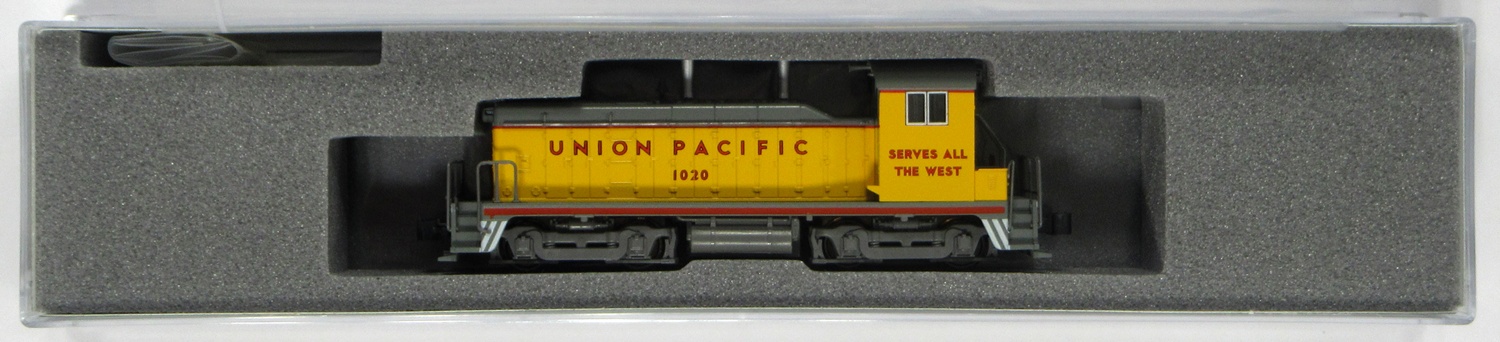 UNION PACIFIC
1020
SERVES ALL
THE WEST